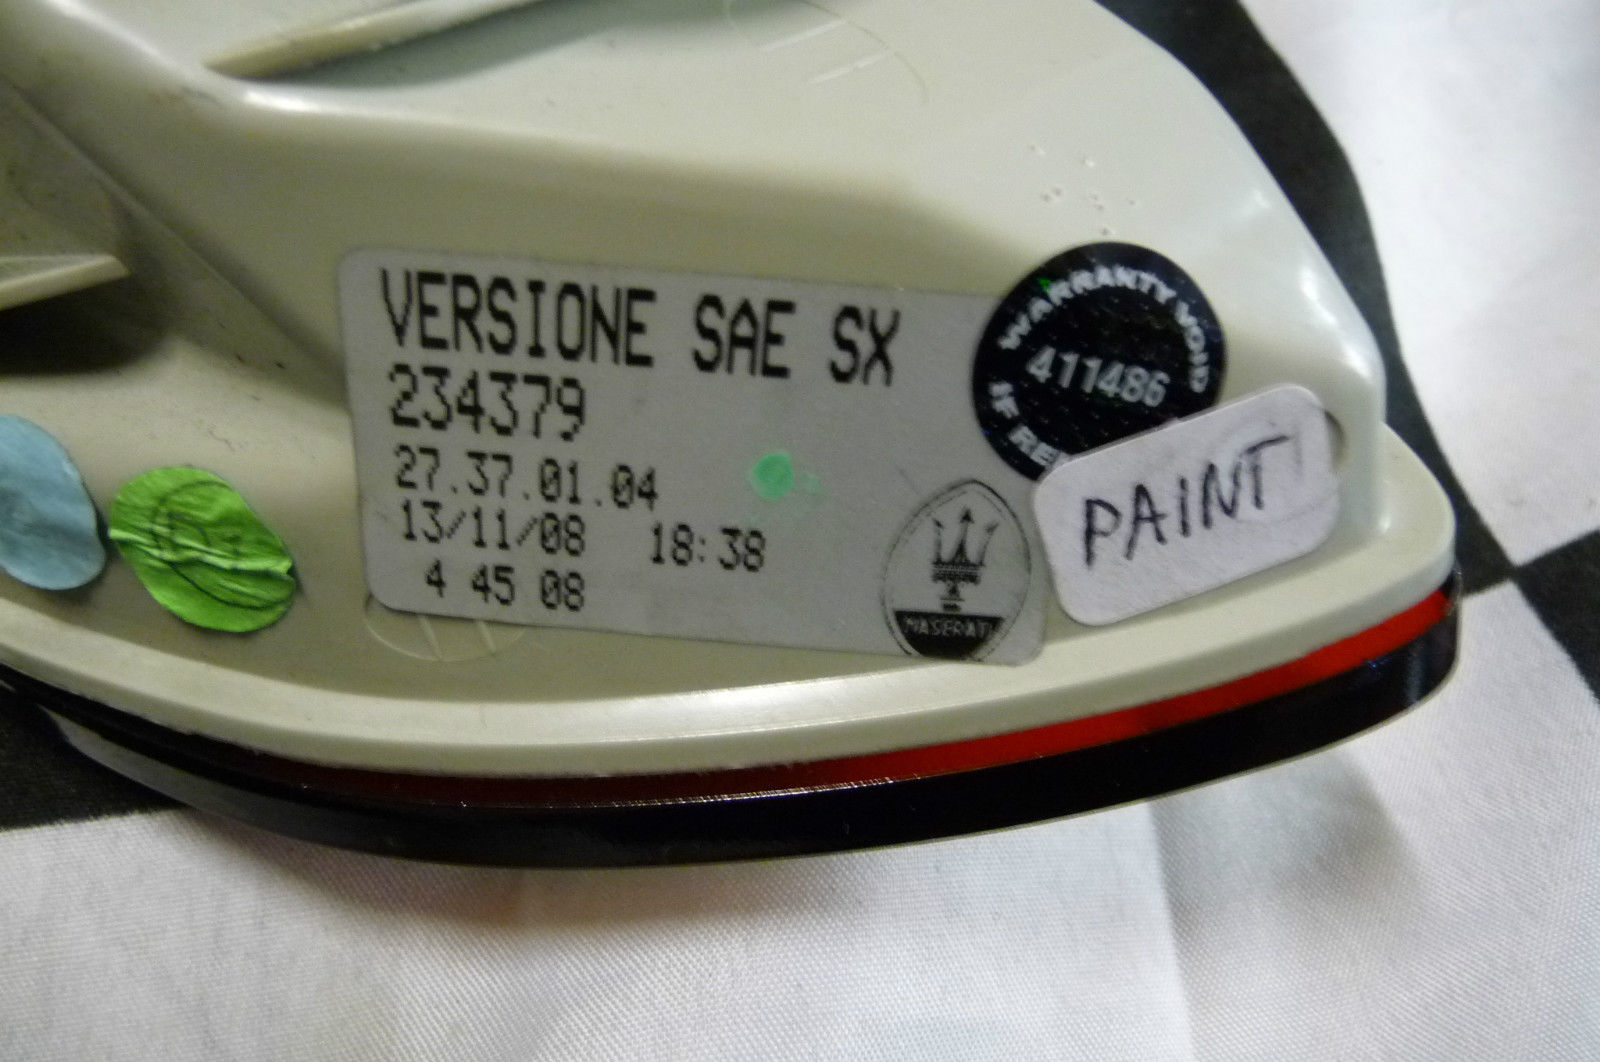 VERSIONE SAE SX
234379
27.37.01.04
13/11/08 18:38
4 45 08
MASERATI
WARRANTY VOID
411486
IF
PAINT